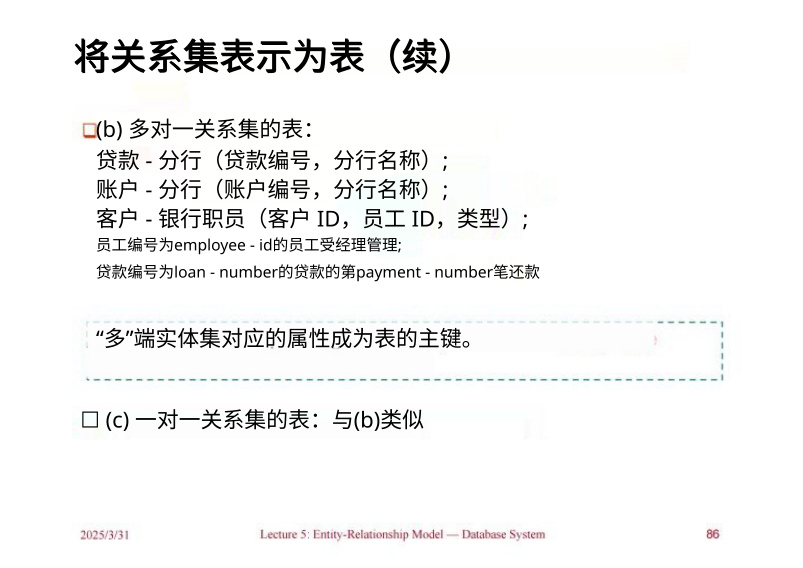 将关系集表示为表（续）
(b) 多对一关系集的表：
贷款 - 分行（贷款编号，分行名称）；
账户 - 分行（账户编号，分行名称）；
客户 - 银行职员（客户 ID，员工 ID，类型）；
员工编号为employee - id的员工受经理管理;
贷款编号为loan - number的贷款的第payment - number笔还款
“多”端实体集对应的属性成为表的主键。
☐ (c) 一对一关系集的表：与(b)类似
2025/3/31 Lecture 5: Entity-Relationship Model — Database System 86